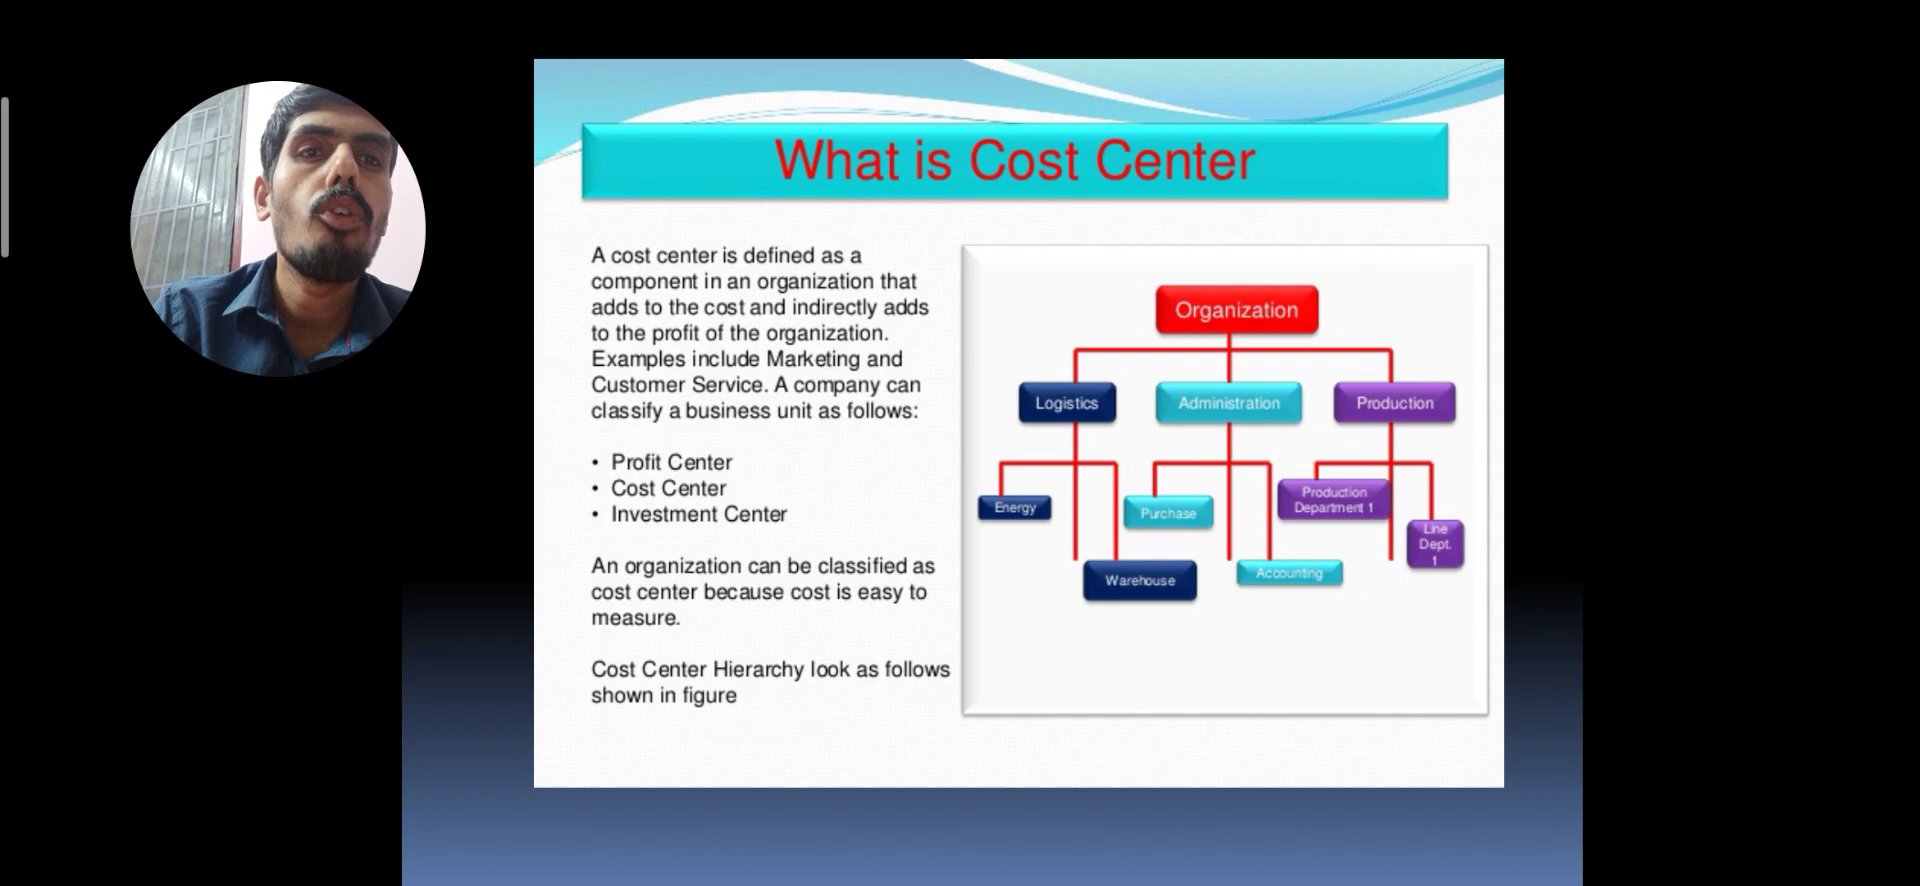 What is Cost Center
A cost center is defined as a
component in an organization that
adds to the cost and indirectly adds
to the profit of the organization.
Examples include Marketing and
Customer Service. A company can
classify a business unit as follows:
• Profit Center
• Cost Center
• Investment Center
An organization can be classified as
cost center because cost is easy to
measure.
Cost Center Hierarchy look as follows
shown in figure
Organization
Logistics
Administration
Production
Energy
Purchase
Production
Department 1
Line
Dept.
1
Warehouse
Accounting